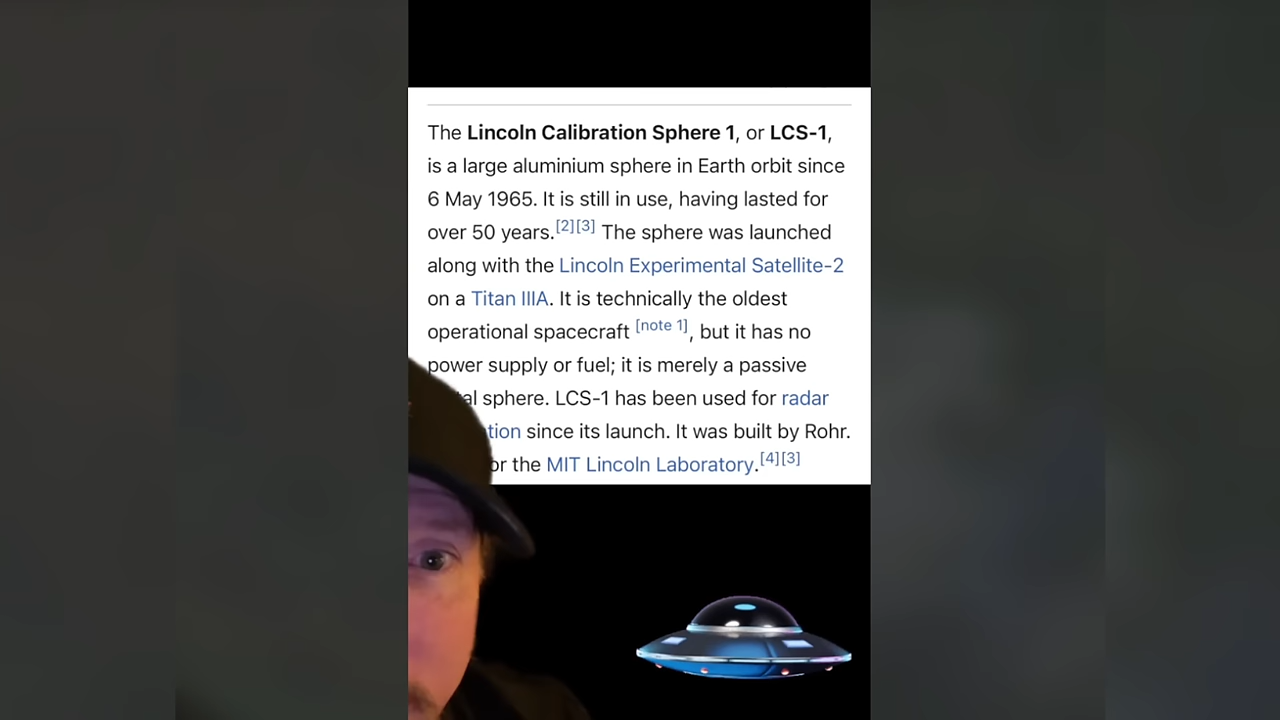 The Lincoln Calibration Sphere 1, or LCS-1,
is a large aluminium sphere in Earth orbit since
6 May 1965. It is still in use, having lasted for
over 50 years.[2][3] The sphere was launched
along with the Lincoln Experimental Satellite-2
on a Titan IIIA. It is technically the oldest
operational spacecraft [note 1], but it has no
power supply or fuel; it is merely a passive
sphere. LCS-1 has been used for radar
since its launch. It was built by Rohr.
the MIT Lincoln Laboratory.[4][3]